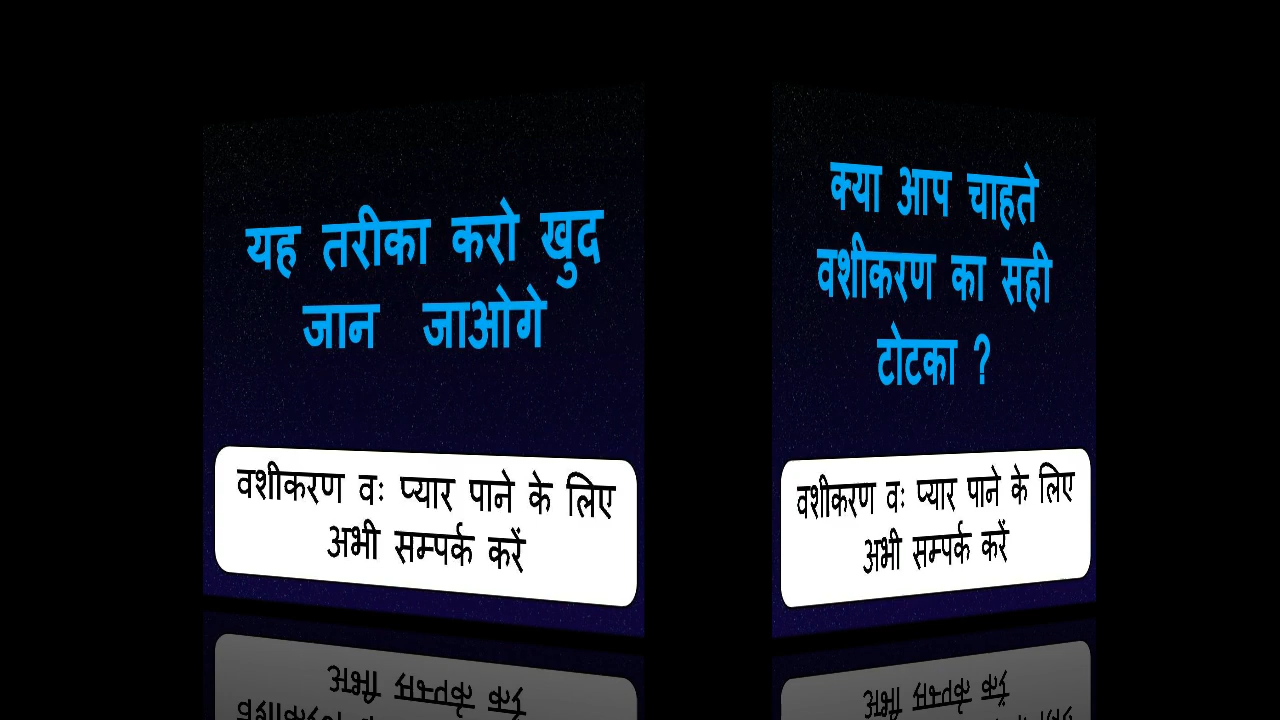 यह तरीका करो खुद
जान जाओगे
वशीकरण वः प्यार पाने के लिए
अभी सम्पर्क करें
क्या आप चाहते
वशीकरण का सही
टोटका ?
वशीकरण वः प्यार पाने के लिए
अभी सम्पर्क करें